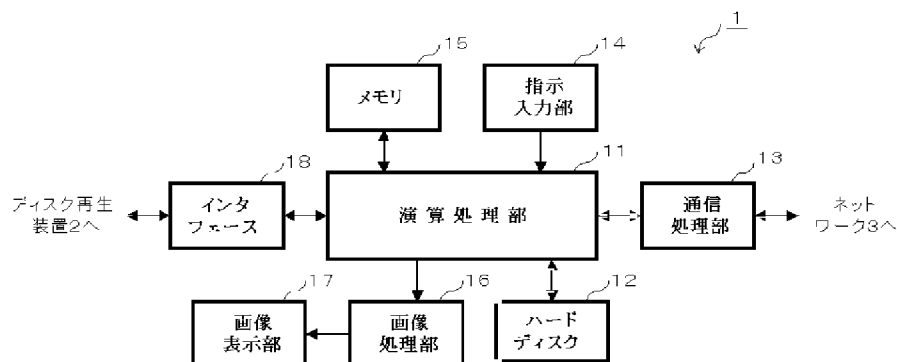 1
15
14
メモリ
指示
入力部
18
11
13
ディスク再生
装置2へ
インタ
フェース
演算処理部
通信
処理部
ネット
ワーク3へ
17
16
12
画像
表示部
画像
処理部
ハード
ディスク